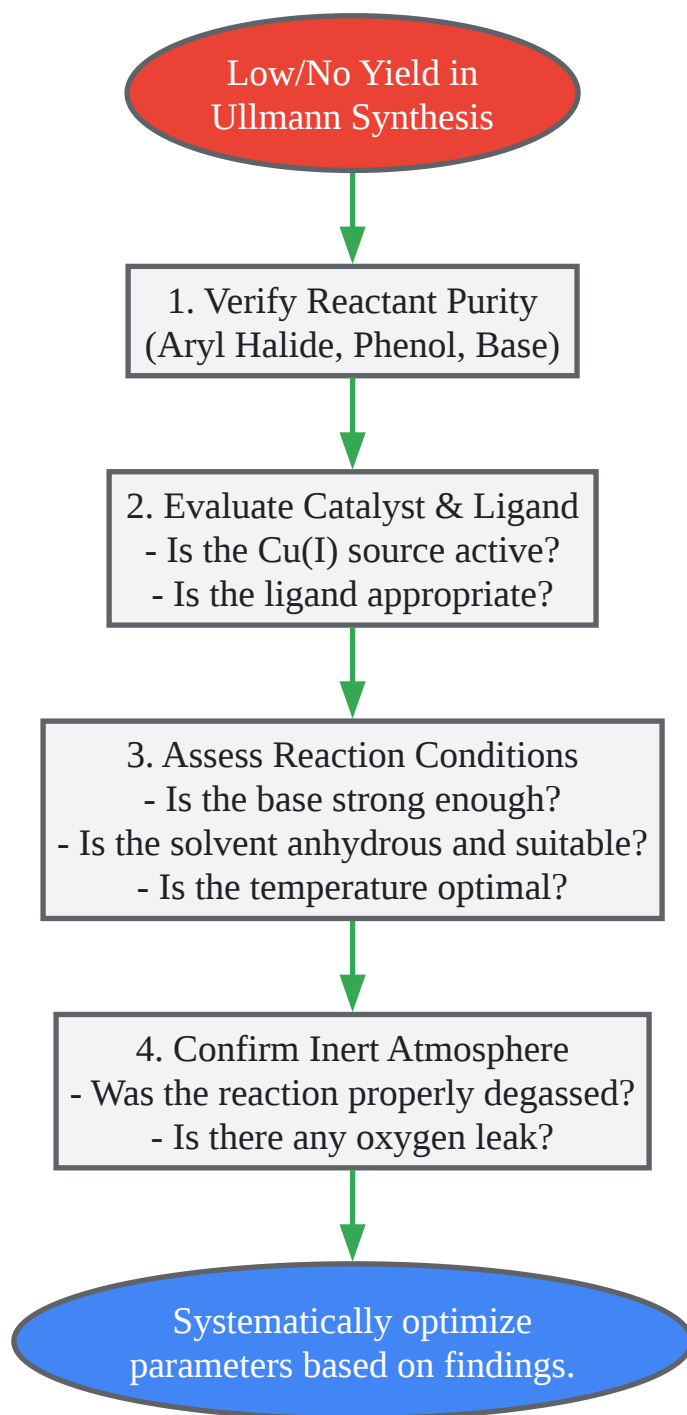 Low/No Yield in
Ullmann Synthesis
1. Verify Reactant Purity
(Aryl Halide, Phenol, Base)
2. Evaluate Catalyst & Ligand
- Is the Cu(I) source active?
- Is the ligand appropriate?
3. Assess Reaction Conditions
- Is the base strong enough?
- Is the solvent anhydrous and suitable?
- Is the temperature optimal?
4. Confirm Inert Atmosphere
- Was the reaction properly degassed?
- Is there any oxygen leak?
Systematically optimize
parameters based on findings.